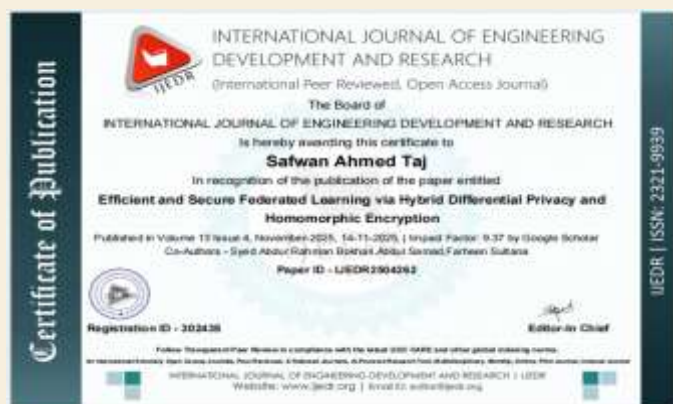 Certificate of Publication
IJEDR
INTERNATIONAL JOURNAL OF ENGINEERING
DEVELOPMENT AND RESEARCH
(International Peer Reviewed, Open Access Journal)
The Board of
INTERNATIONAL JOURNAL OF ENGINEERING DEVELOPMENT AND RESEARCH
Is hereby awarding this certificate to
Safwan Ahmed Taj
In recognition of the publication of the paper entitled
Efficient and Secure Federated Learning via Hybrid Differential Privacy and
Homomorphic Encryption
Published in Volume 13 Issue 4, November-2025, 14-11-2025 | Impact Factor: 9.37 by Google Scholar
Co-Authors - Syed Abdur Rahman Bokhari, Abdul Samad, Farheen Sultana
Paper ID - IJEDR2504262
Registration ID - 302435
Editor-In Chief
INTERNATIONAL JOURNAL OF ENGINEERING DEVELOPMENT AND RESEARCH | IJEDR
Website: www.ijedr.org | Email ID: editor@ijedr.org
IJEDR | ISSN: 2321-9939